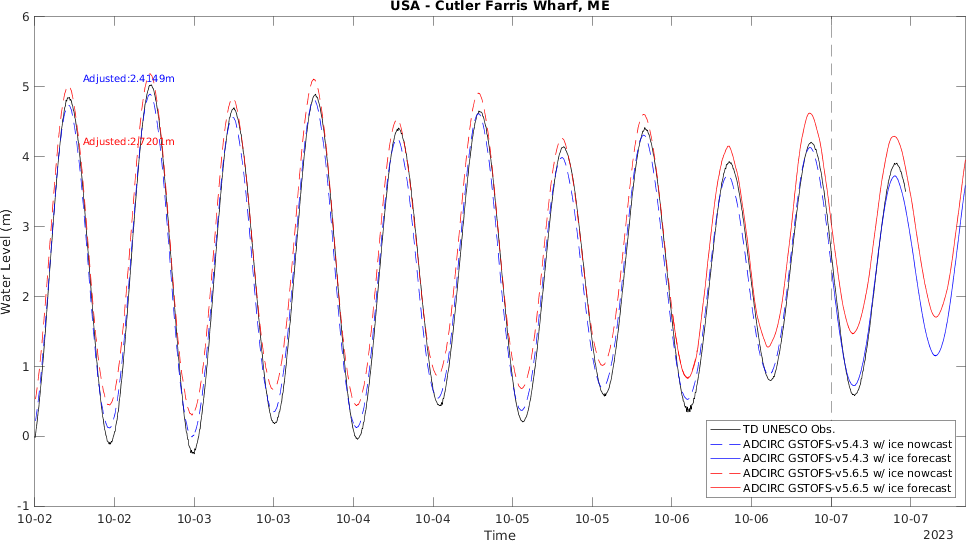 USA - Cutler Farris Wharf, ME
6
5
4
3
2
1
0
-1
Water Level (m)
Adjusted:2.4149m
Adjusted:2.7201m
TD UNESCO Obs.
ADCIRC GSTOFS-v5.4.3 w/ ice nowcast
ADCIRC GSTOFS-v5.4.3 w/ ice forecast
ADCIRC GSTOFS-v5.6.5 w/ ice nowcast
ADCIRC GSTOFS-v5.6.5 w/ ice forecast
10-02 10-02 10-03 10-03 10-04 10-04 10-05 10-05 10-06 10-06 10-07 10-07
Time
2023